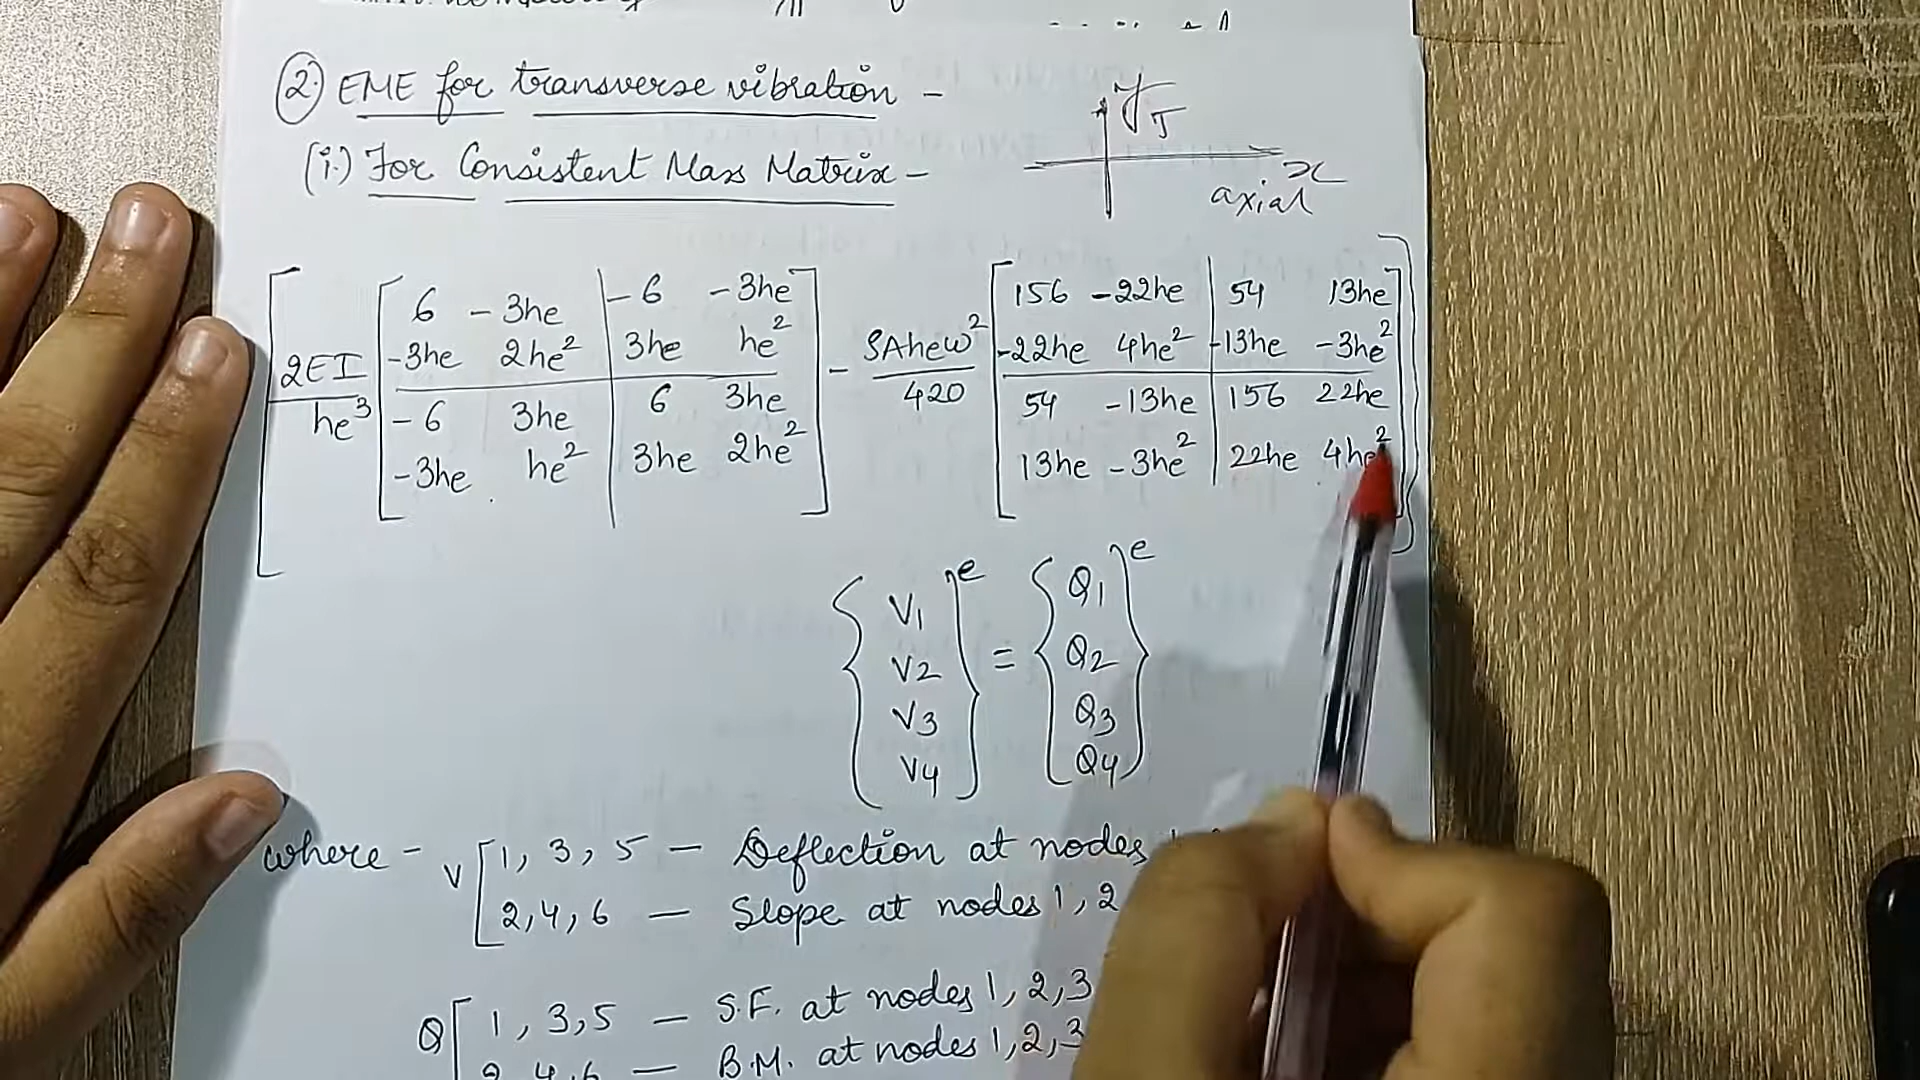 ②. EME for transverse vibration -
(i.) For Consistent Mass Matrix -
y
x
axial
[2EI/he³ [6 -3he | -6 -3he] - ρAheω²/420 [156 -22he | 54 13he]]
[-3he 2he² | 3he he²] [-22he 4he² | -13he -3he²]
[-6 3he | 6 3he] [54 -13he | 156 22he]
[-3he he² | 3he 2he²] [13he -3he² | 22he 4he²]
{V1}^e = {Q1}^e
V2 Q2
V3 Q3
V4 Q4
where - V [1, 3, 5 — Deflection at nodes
2, 4, 6 — Slope at nodes 1, 2
Q [1, 3, 5 — S.F. at nodes 1, 2, 3
2, 4, 6 — B.M. at nodes 1, 2, 3